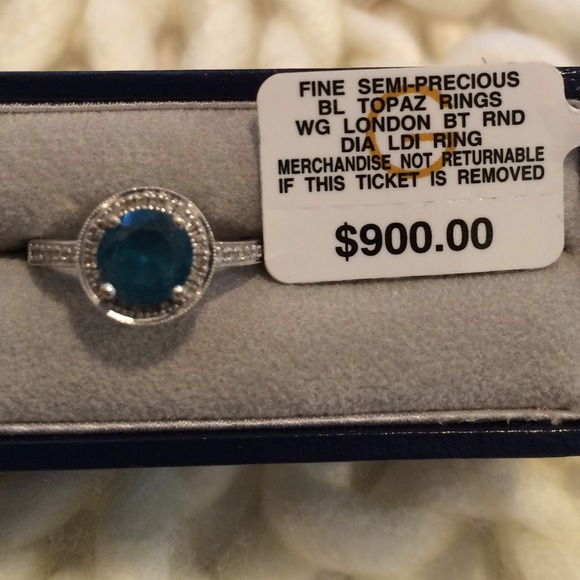 FINE SEMI-PRECIOUS
BL TOPAZ RINGS
WG LONDON BT RND
DIA LDI RING
MERCHANDISE NOT RETURNABLE
IF THIS TICKET IS REMOVED
$900.00